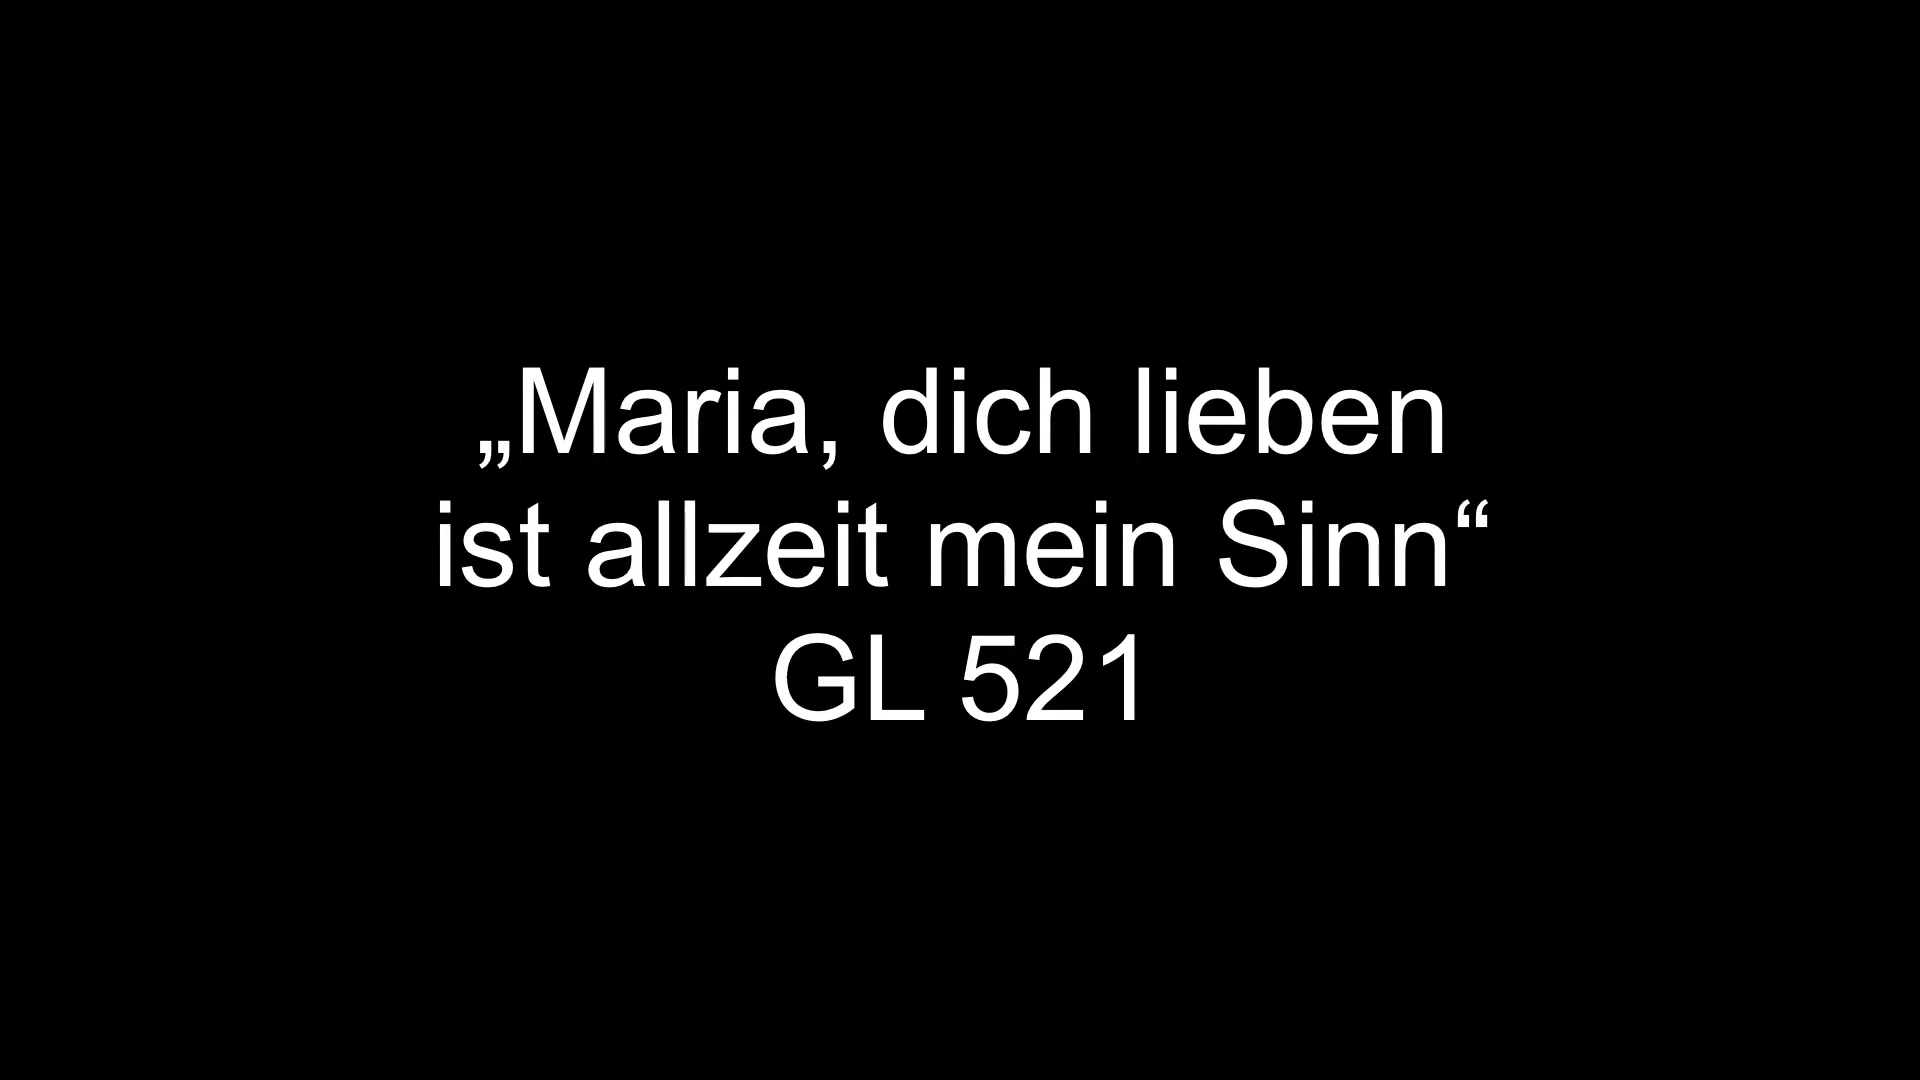 „Maria, dich lieben
ist allzeit mein Sinn“
GL 521